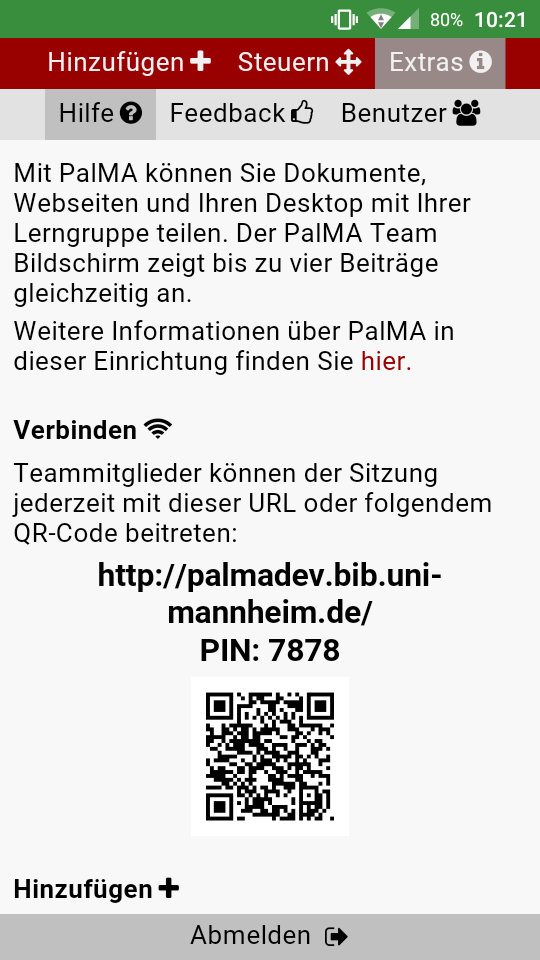 80% 10:21
Hinzufügen Steuern Extras
Hilfe Feedback Benutzer
Mit PalMA können Sie Dokumente,
Webseiten und Ihren Desktop mit Ihrer
Lerngruppe teilen. Der PalMA Team
Bildschirm zeigt bis zu vier Beiträge
gleichzeitig an.
Weitere Informationen über PalMA in
dieser Einrichtung finden Sie hier.
Verbinden
Teammitglieder können der Sitzung
jederzeit mit dieser URL oder folgendem
QR-Code beitreten:
http://palmadev.bib.uni-
mannheim.de/
PIN: 7878
Hinzufügen
Abmelden